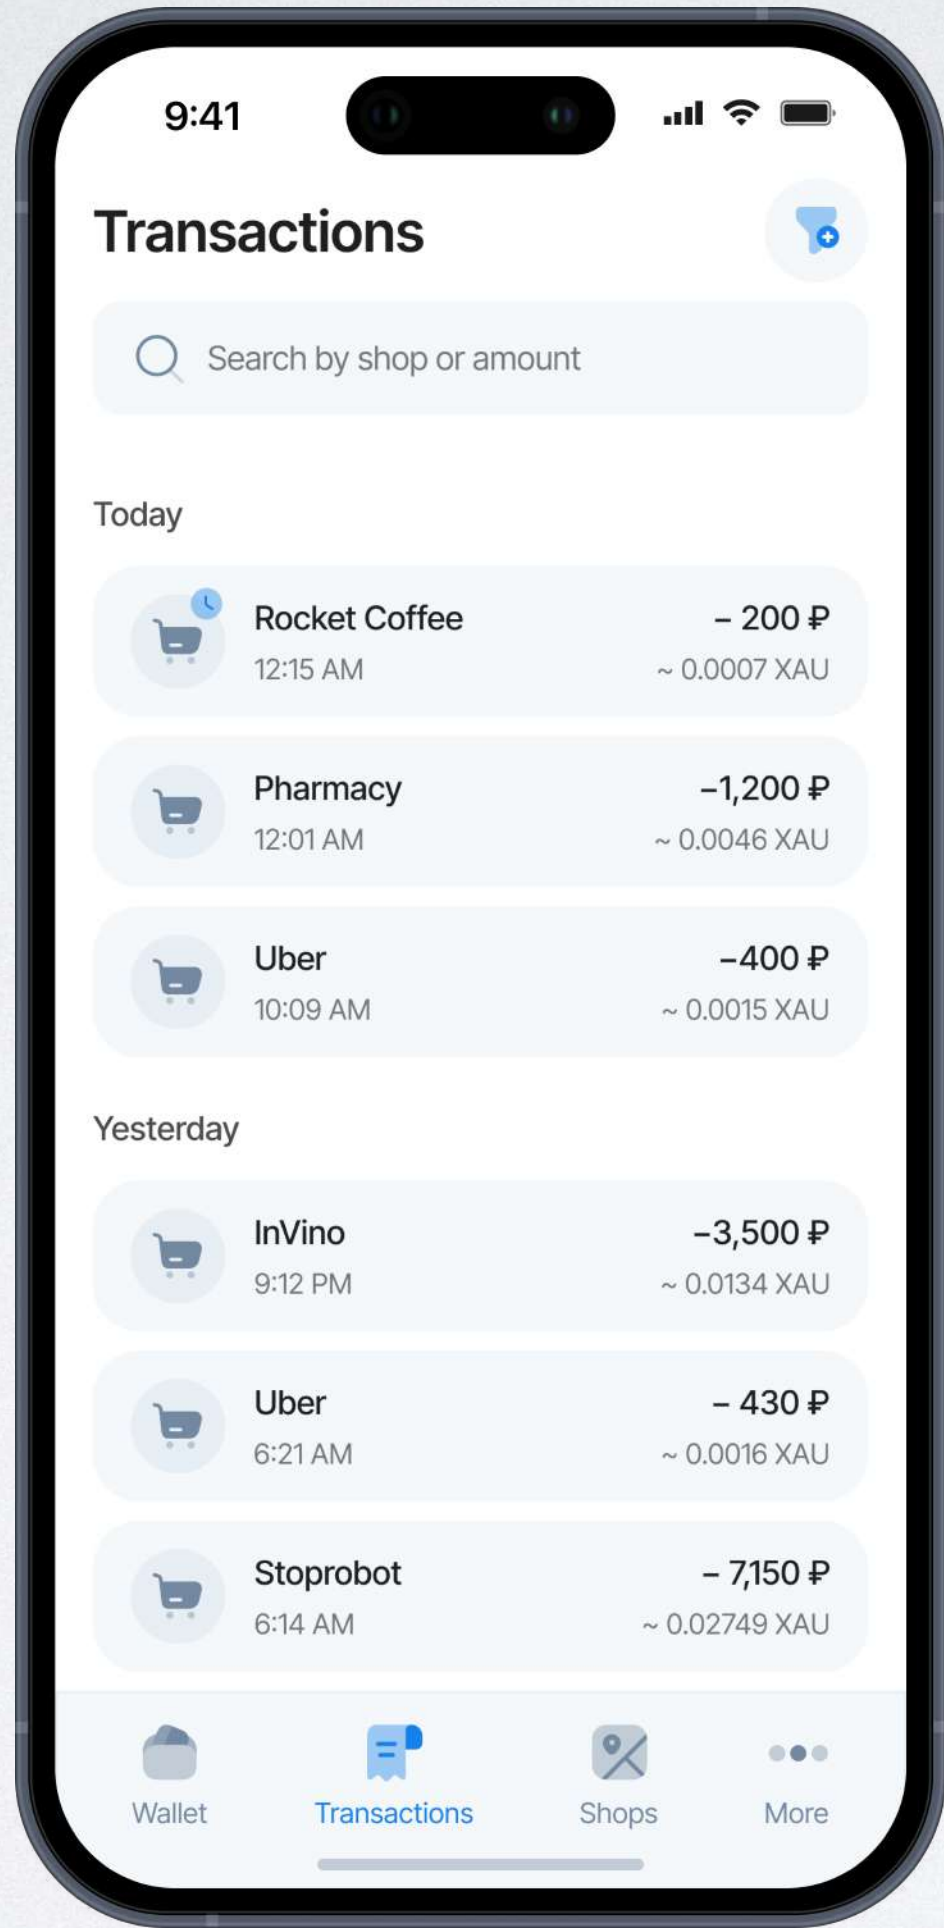 9:41
Transactions
Search by shop or amount
Today
Rocket Coffee – 200 ₽
12:15 AM ~ 0.0007 XAU
Pharmacy –1,200 ₽
12:01 AM ~ 0.0046 XAU
Uber –400 ₽
10:09 AM ~ 0.0015 XAU
Yesterday
InVino –3,500 ₽
9:12 PM ~ 0.0134 XAU
Uber – 430 ₽
6:21 AM ~ 0.0016 XAU
Stoprobot – 7,150 ₽
6:14 AM ~ 0.02749 XAU
Wallet Transactions Shops More